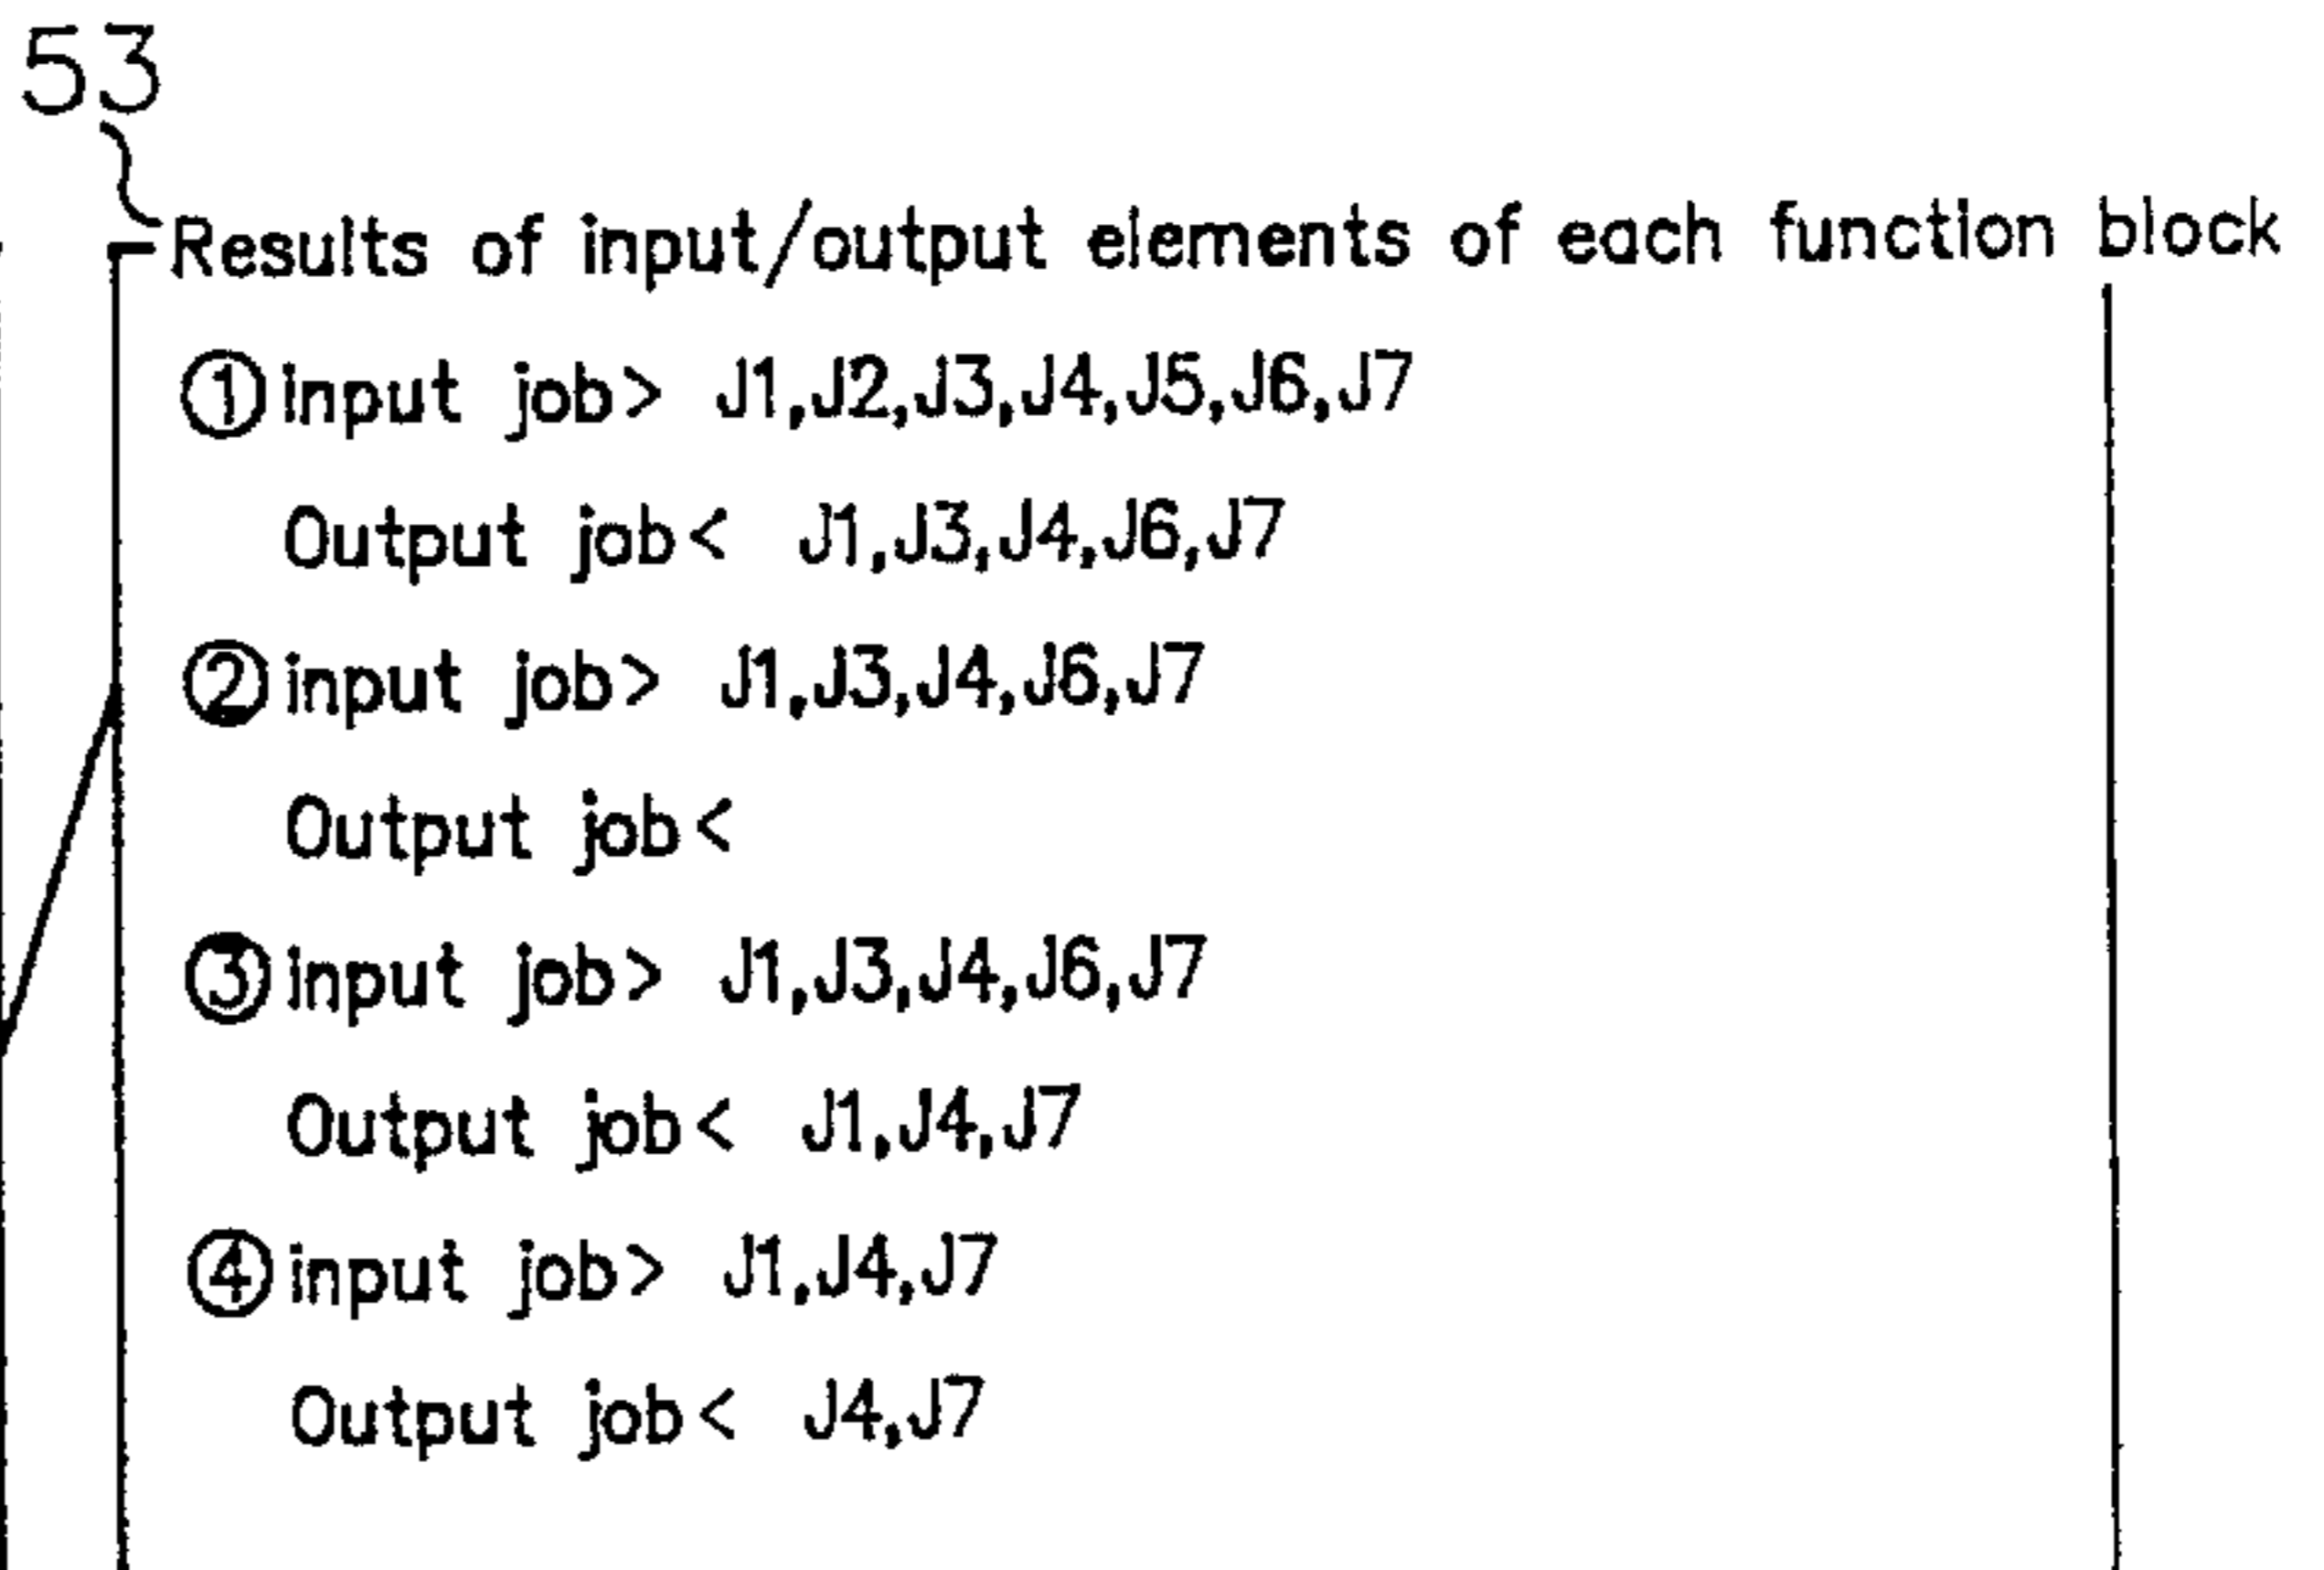 53
Results of input/output elements of each function block
①input job> J1,J2,J3,J4,J5,J6,J7
Output job< J1,J3,J4,J6,J7
②input job> J1,J3,J4,J6,J7
Output job<
③input job> J1,J3,J4,J6,J7
Output job< J1,J4,J7
④input job> J1,J4,J7
Output job< J4,J7